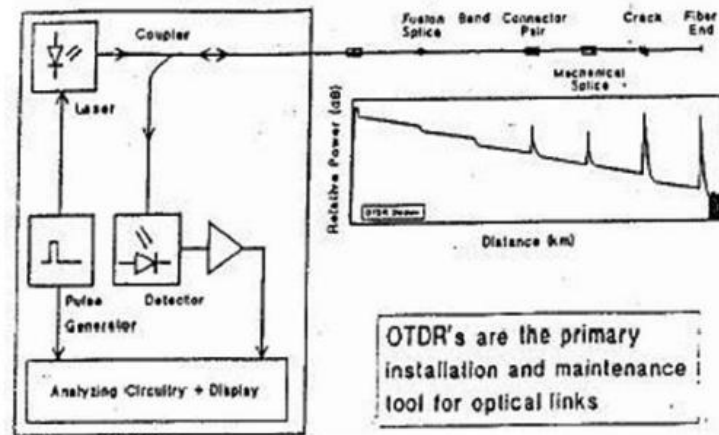 Coupler
Laser
Pulse
Generator
Detector
Analyzing Circuitry + Display
Fusion
Splice
Bend
Connector
Pair
Mechanical
Splice
Crack
Fiber
End
Relative Power (dB)
OTDR
Distance (km)
OTDR's are the primary
installation and maintenance
tool for optical links